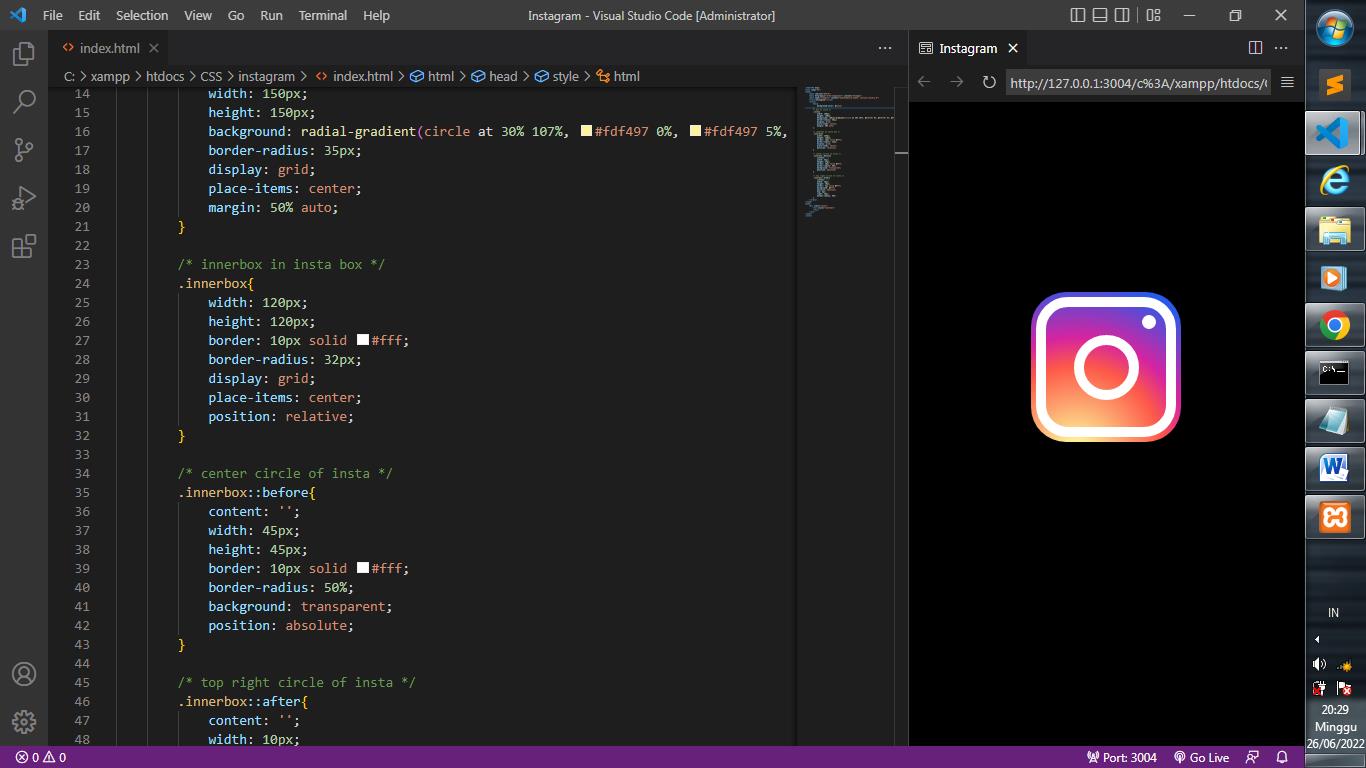 File Edit Selection View Go Run Terminal Help
Instagram - Visual Studio Code [Administrator]
index.html
C: > xampp > htdocs > CSS > instagram > index.html > html > head > style > html
14 width: 150px;
15 height: 150px;
16 background: radial-gradient(circle at 30% 107%, #fdf497 0%, #fdf497 5%,
17 border-radius: 35px;
18 display: grid;
19 place-items: center;
20 margin: 50% auto;
21 }
22
23 /* innerbox in insta box */
24 .innerbox{
25 width: 120px;
26 height: 120px;
27 border: 10px solid #fff;
28 border-radius: 32px;
29 display: grid;
30 place-items: center;
31 position: relative;
32 }
33
34 /* center circle of insta */
35 .innerbox::before{
36 content: '';
37 width: 45px;
38 height: 45px;
39 border: 10px solid #fff;
40 border-radius: 50%;
41 background: transparent;
42 position: absolute;
43 }
44
45 /* top right circle of insta */
46 .innerbox::after{
47 content: '';
48 width: 10px;
Instagram
http://127.0.0.1:3004/c%3A/xampp/htdocs/
0 0
Port: 3004 Go Live
IN
20:29
Minggu
26/06/2022